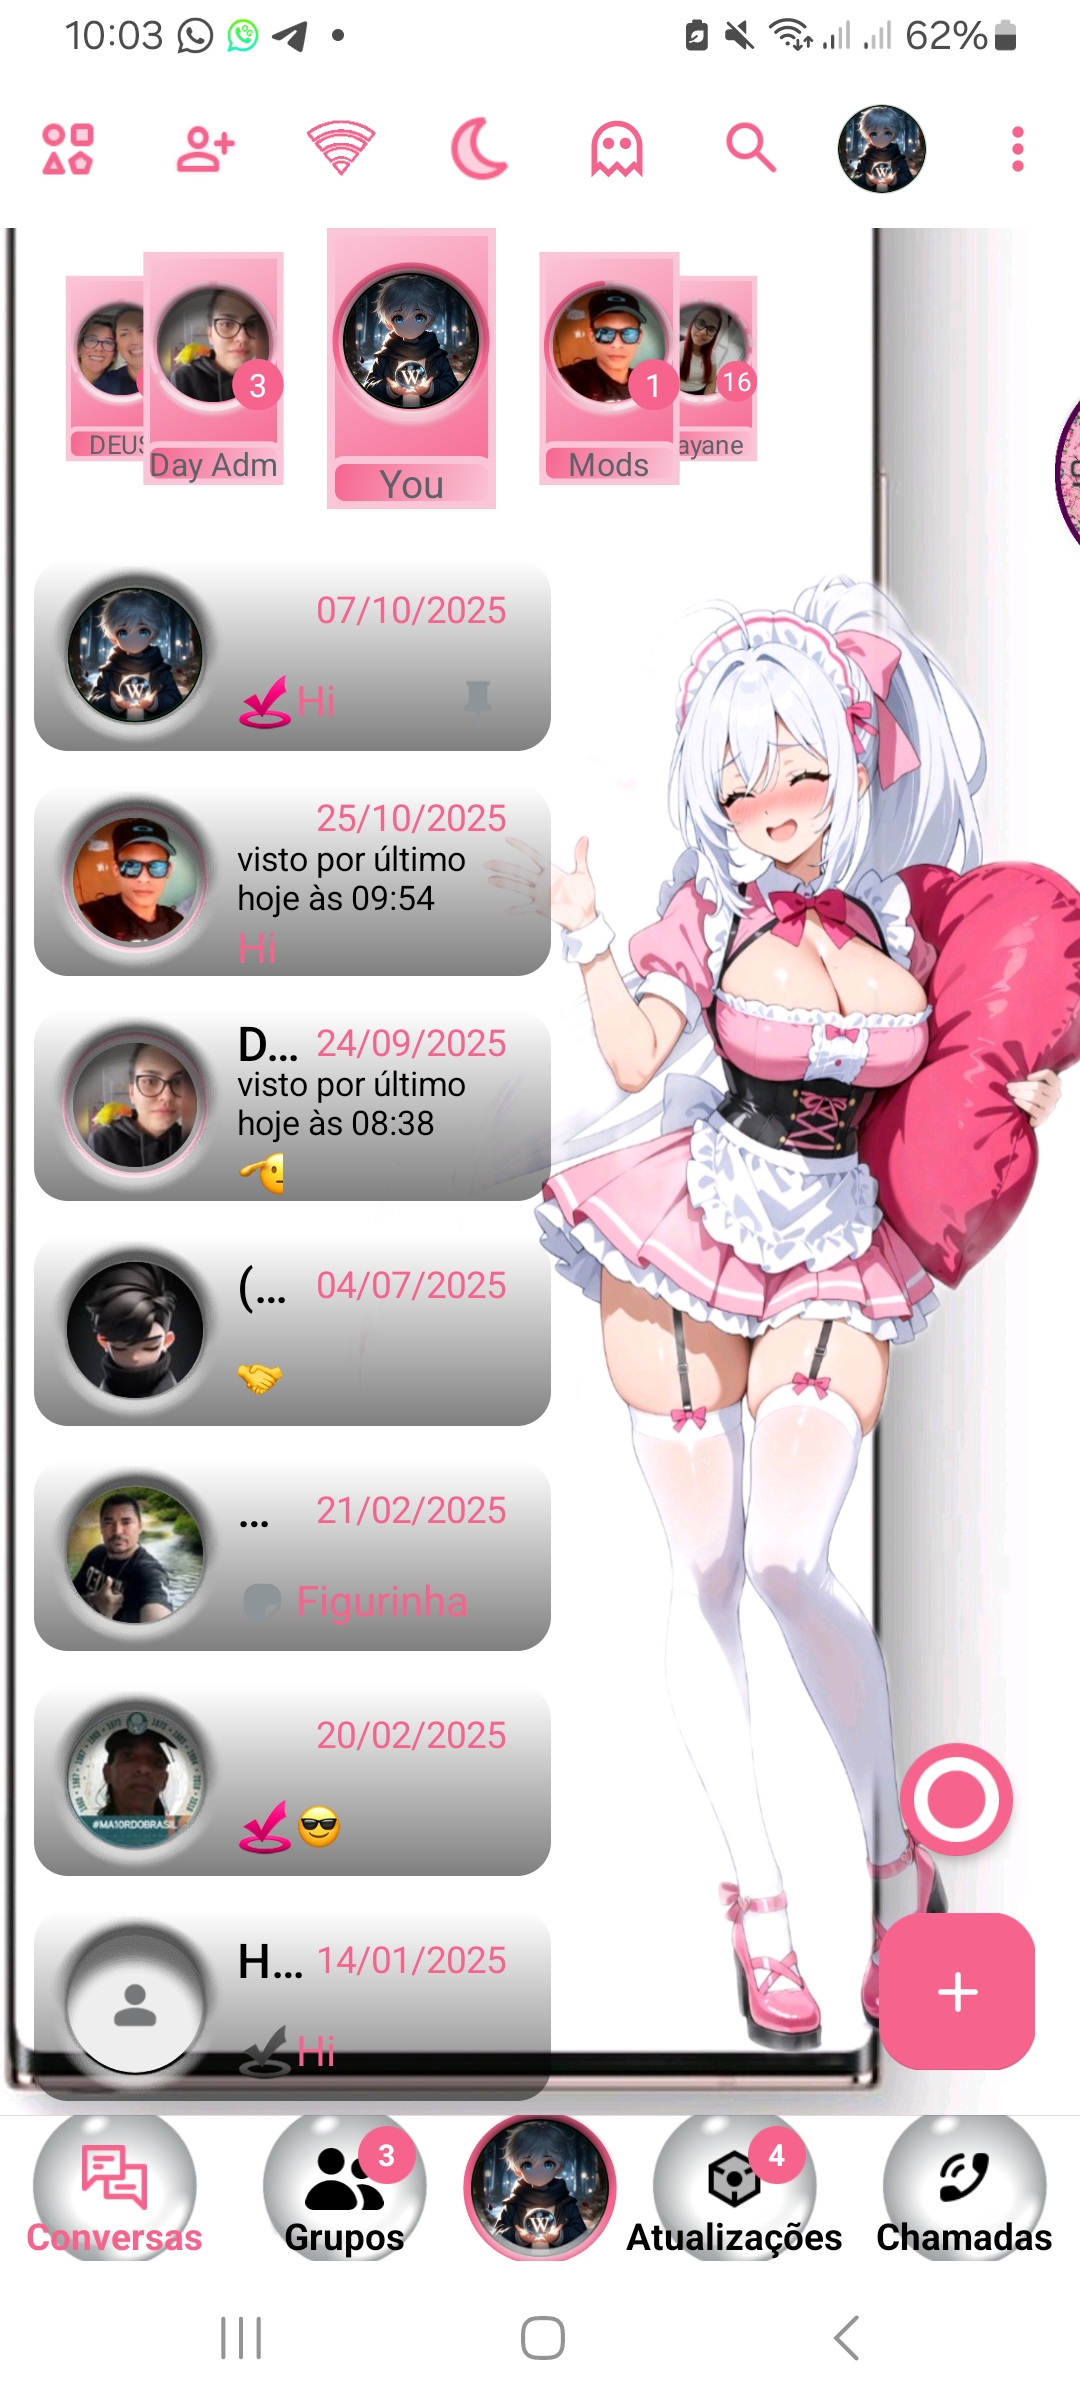 10:03
62%
DEUS
Day Adm
3
You
Mods
1
ayane
16
07/10/2025
Hi
25/10/2025
visto por último
hoje às 09:54
Hi
D... 24/09/2025
visto por último
hoje às 08:38
(... 04/07/2025
... 21/02/2025
Figurinha
20/02/2025
#MA10RDOBRASIL
H... 14/01/2025
Hi
3
4
Conversas
Grupos
Atualizações
Chamadas